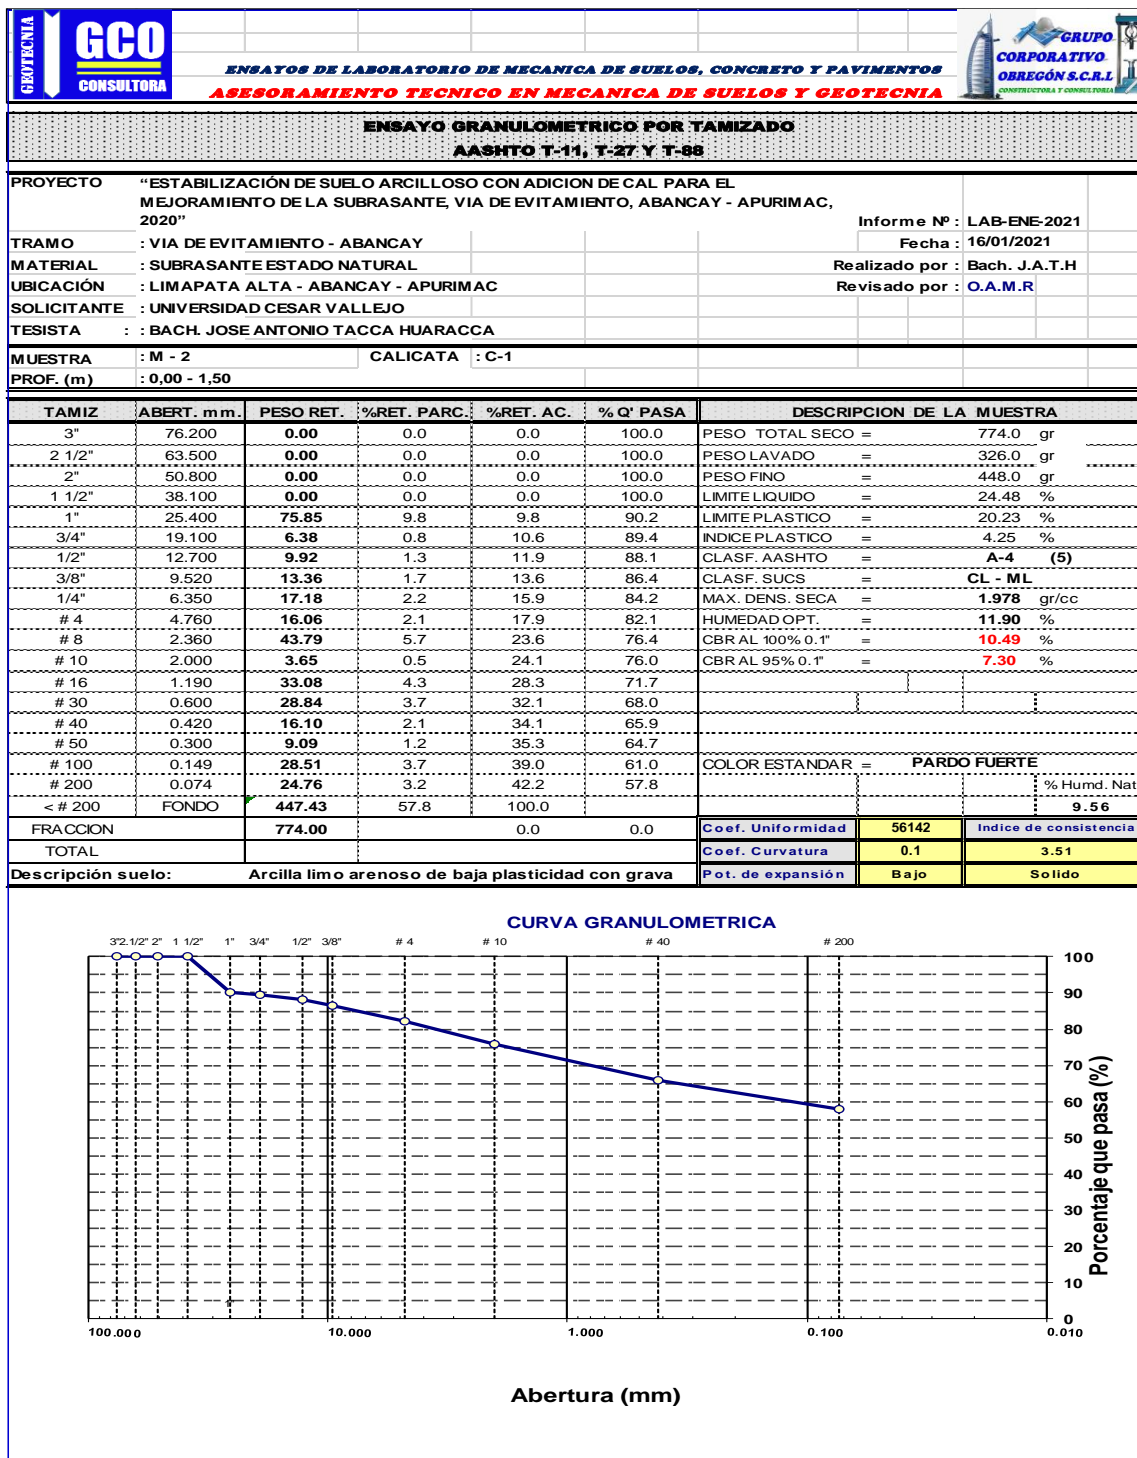 GEOTECNIA
GCO
CONSULTORA
ENSAYOS DE LABORATORIO DE MECANICA DE SUELOS, CONCRETO Y PAVIMENTOS
ASESORAMIENTO TECNICO EN MECANICA DE SUELOS Y GEOTECNIA
GRUPO
CORPORATIVO
OBREGÓN S.C.R.L
CONSTRUCTORA Y CONSULTORIA
ENSAYO GRANULOMETRICO POR TAMIZADO
AASHTO T-11, T-27 Y T-88
PROYECTO “ESTABILIZACIÓN DE SUELO ARCILLOSO CON ADICION DE CAL PARA EL
MEJORAMIENTO DE LA SUBRASANTE, VIA DE EVITAMIENTO, ABANCAY - APURIMAC,
2020” Informe Nº : LAB-ENE-2021
TRAMO : VIA DE EVITAMIENTO - ABANCAY Fecha : 16/01/2021
MATERIAL : SUBRASANTE ESTADO NATURAL Realizado por : Bach. J.A.T.H
UBICACIÓN : LIMAPATA ALTA - ABANCAY - APURIMAC Revisado por : O.A.M.R
SOLICITANTE : UNIVERSIDAD CESAR VALLEJO
TESISTA : : BACH. JOSE ANTONIO TACCA HUARACCA
MUESTRA : M - 2 CALICATA : C-1
PROF. (m) : 0,00 - 1,50
TAMIZ ABERT. mm. PESO RET. %RET. PARC. %RET. AC. % Q' PASA DESCRIPCION DE LA MUESTRA
3" 76.200 0.00 0.0 0.0 100.0 PESO TOTAL SECO = 774.0 gr
2 1/2" 63.500 0.00 0.0 0.0 100.0 PESO LAVADO = 326.0 gr
2" 50.800 0.00 0.0 0.0 100.0 PESO FINO = 448.0 gr
1 1/2" 38.100 0.00 0.0 0.0 100.0 LIMITE LIQUIDO = 24.48 %
1" 25.400 75.85 9.8 9.8 90.2 LIMITE PLASTICO = 20.23 %
3/4" 19.100 6.38 0.8 10.6 89.4 INDICE PLASTICO = 4.25 %
1/2" 12.700 9.92 1.3 11.9 88.1 CLASF. AASHTO = A-4 (5)
3/8" 9.520 13.36 1.7 13.6 86.4 CLASF. SUCS = CL - ML
1/4" 6.350 17.18 2.2 15.9 84.2 MAX. DENS. SECA = 1.978 gr/cc
# 4 4.760 16.06 2.1 17.9 82.1 HUMEDAD OPT. = 11.90 %
# 8 2.360 43.79 5.7 23.6 76.4 CBR AL 100% 0.1" = 10.49 %
# 10 2.000 3.65 0.5 24.1 76.0 CBR AL 95% 0.1" = 7.30 %
# 16 1.190 33.08 4.3 28.3 71.7
# 30 0.600 28.84 3.7 32.1 68.0
# 40 0.420 16.10 2.1 34.1 65.9
# 50 0.300 9.09 1.2 35.3 64.7
# 100 0.149 28.51 3.7 39.0 61.0 COLOR ESTANDAR = PARDO FUERTE
# 200 0.074 24.76 3.2 42.2 57.8 % Humd. Nat
< # 200 FONDO 447.43 57.8 100.0 9.56
FRACCION 774.00 0.0 0.0 Coef. Uniformidad 56142 Indice de consistencia
TOTAL Coef. Curvatura 0.1 3.51
Descripción suelo: Arcilla limo arenoso de baja plasticidad con grava Pot. de expansión Bajo Solido
CURVA GRANULOMETRICA
3" 2.1/2" 2" 1 1/2" 1" 3/4" 1/2" 3/8" # 4 # 10 # 40 # 200
100
90
80
70
60
50
40
30
20
10
0
Porcentaje que pasa (%)
100.000 10.000 1.000 0.100 0.010
Abertura (mm)